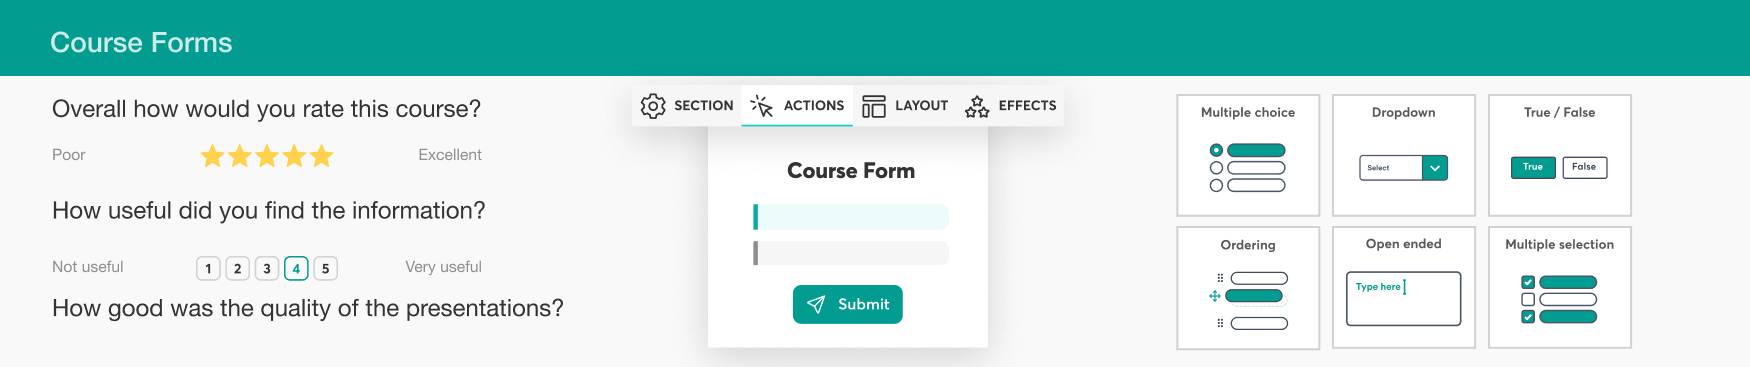 Course Forms
Overall how would you rate this course?
Poor Excellent
How useful did you find the information?
Not useful 1 2 3 4 5 Very useful
How good was the quality of the presentations?
SECTION ACTIONS LAYOUT EFFECTS
Course Form
Submit
Multiple choice
Dropdown
Select
True / False
True False
Ordering
Open ended
Type here
Multiple selection